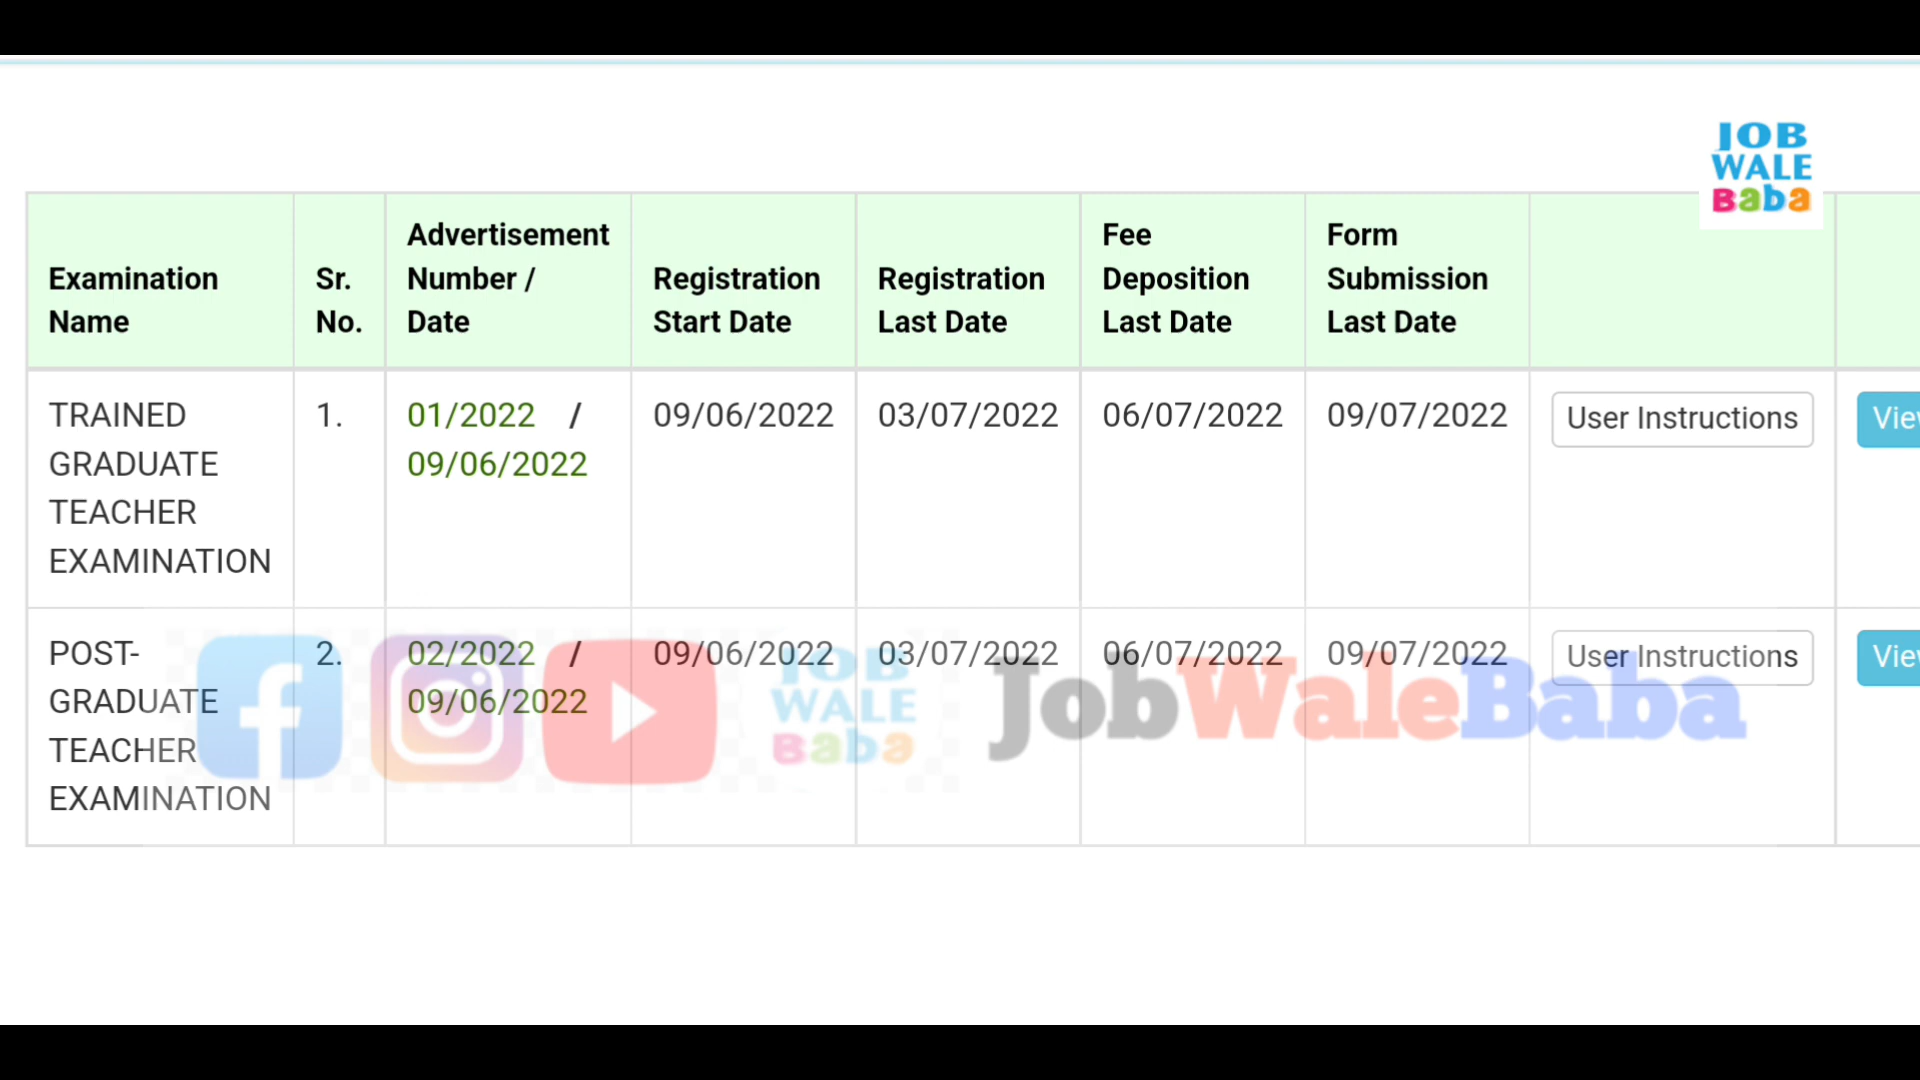 JOB
WALE
Baba
Examination Name
Sr. No.
Advertisement Number / Date
Registration Start Date
Registration Last Date
Fee Deposition Last Date
Form Submission Last Date
TRAINED
GRADUATE
TEACHER
EXAMINATION
1.
01/2022 /
09/06/2022
09/06/2022
03/07/2022
06/07/2022
09/07/2022
User Instructions
POST-
GRADUATE
TEACHER
EXAMINATION
2.
02/2022 /
09/06/2022
09/06/2022
03/07/2022
06/07/2022
09/07/2022
User Instructions
JOB
WALE
Baba
JobWaleBaba